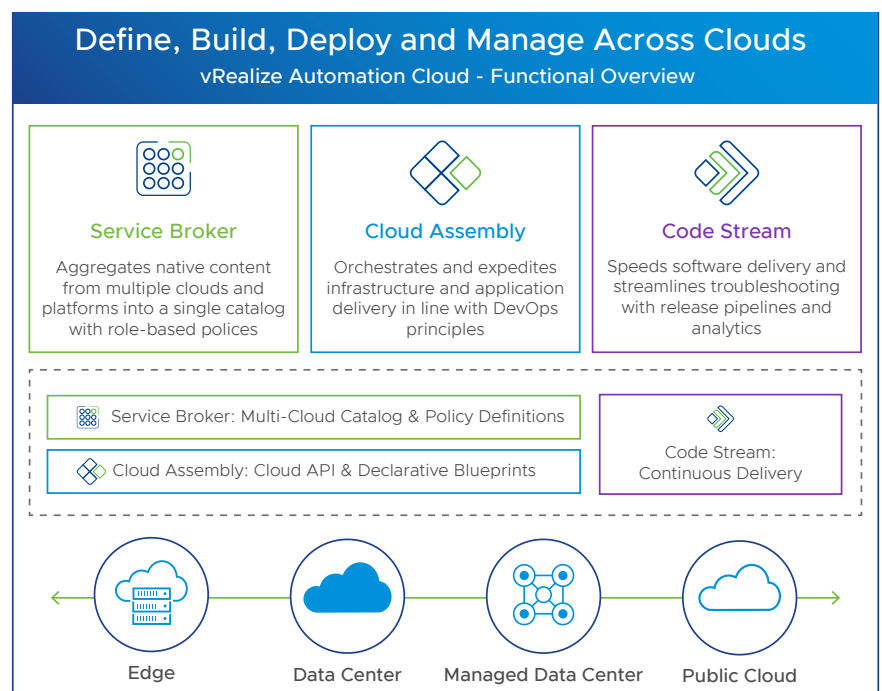 Define, Build, Deploy and Manage Across Clouds
vRealize Automation Cloud - Functional Overview
Service Broker
Aggregates native content
from multiple clouds and
platforms into a single catalog
with role-based polices
Cloud Assembly
Orchestrates and expedites
infrastructure and application
delivery in line with DevOps
principles
Code Stream
Speeds software delivery and
streamlines troubleshooting
with release pipelines and
analytics
Service Broker: Multi-Cloud Catalog & Policy Definitions
Cloud Assembly: Cloud API & Declarative Blueprints
Code Stream:
Continuous Delivery
Edge
Data Center
Managed Data Center
Public Cloud